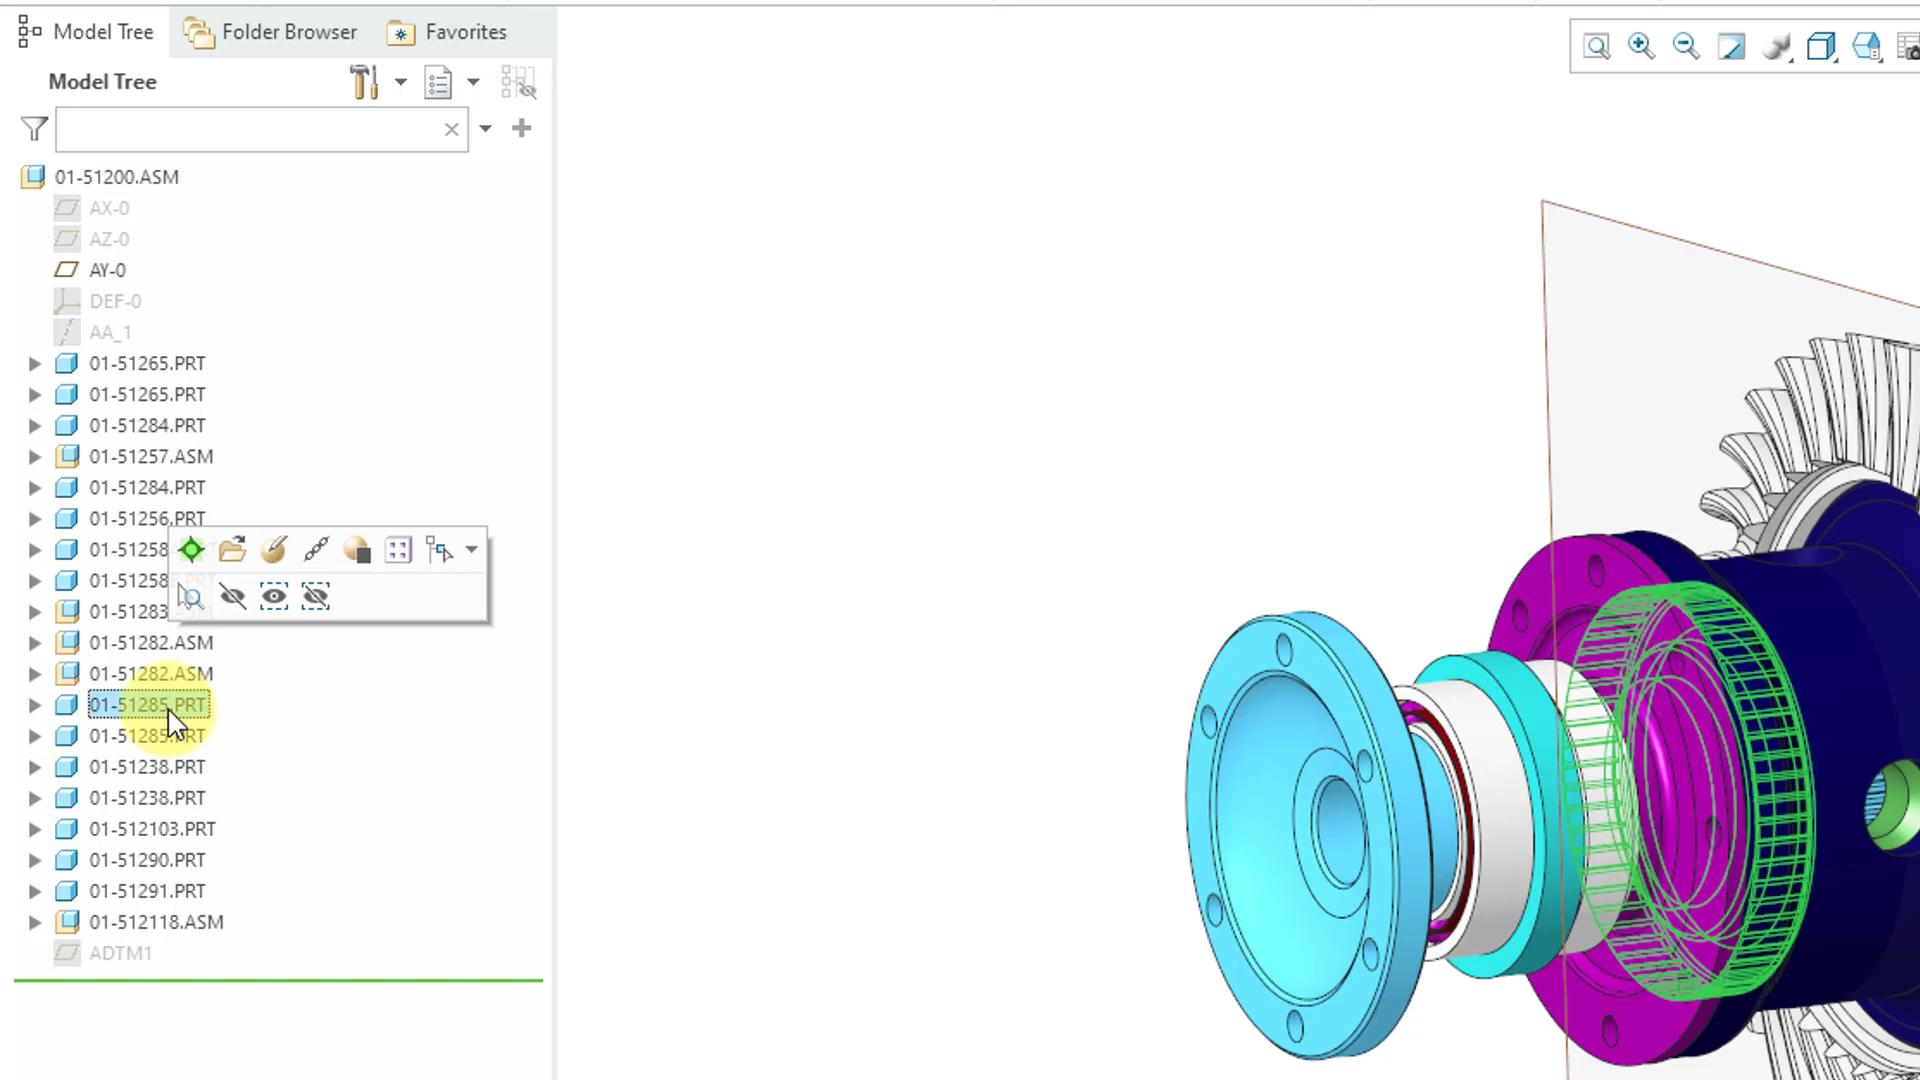 Model Tree
Folder Browser
Favorites
Model Tree
01-51200.ASM
AX-0
AZ-0
AY-0
DEF-0
AA_1
01-51265.PRT
01-51265.PRT
01-51284.PRT
01-51257.ASM
01-51284.PRT
01-51256.PRT
01-51258
01-51258
01-51283
01-51282.ASM
01-51282.ASM
01-51285.PRT
01-51285.PRT
01-51238.PRT
01-51238.PRT
01-512103.PRT
01-51290.PRT
01-51291.PRT
01-512118.ASM
ADTM1